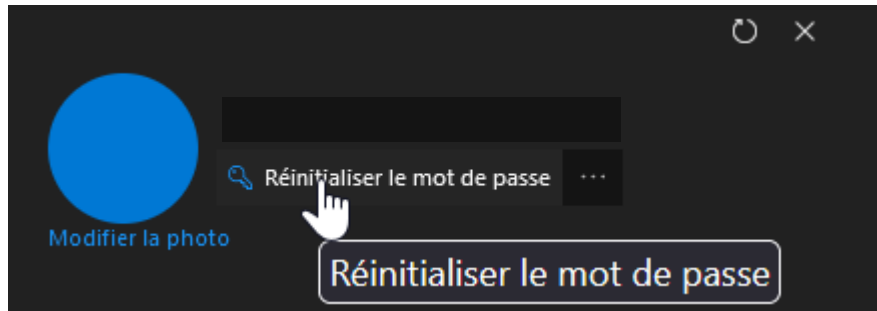 Réinitialiser le mot de passe
Modifier la photo
Réinitialiser le mot de passe